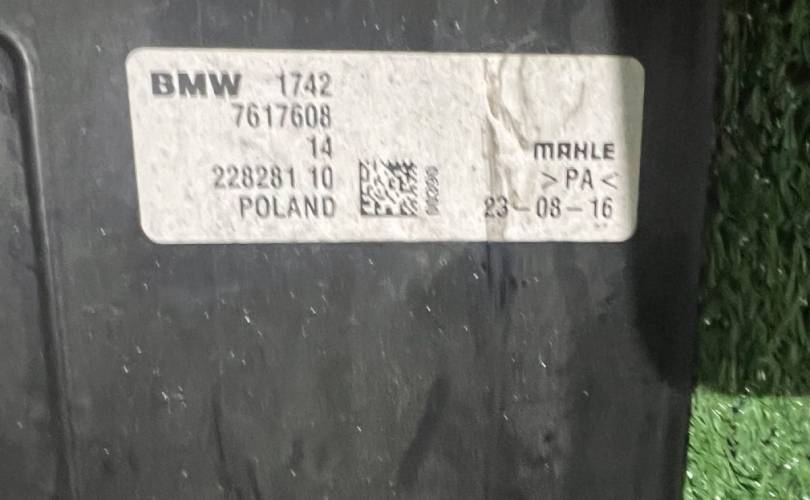 BMW 1742
7617608
14
228281 10
POLAND
MAHLE
>PA<
23-08-16